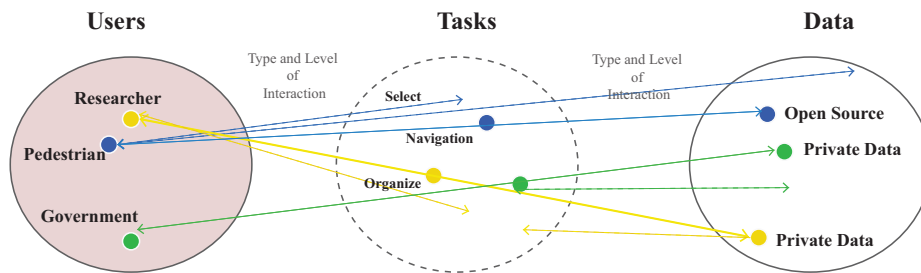 Users
Tasks
Data
Type and Level
of
Interaction
Type and Level
of
Interaction
Researcher
Select
Open Source
Pedestrian
Navigation
Private Data
Organize
Government
Private Data